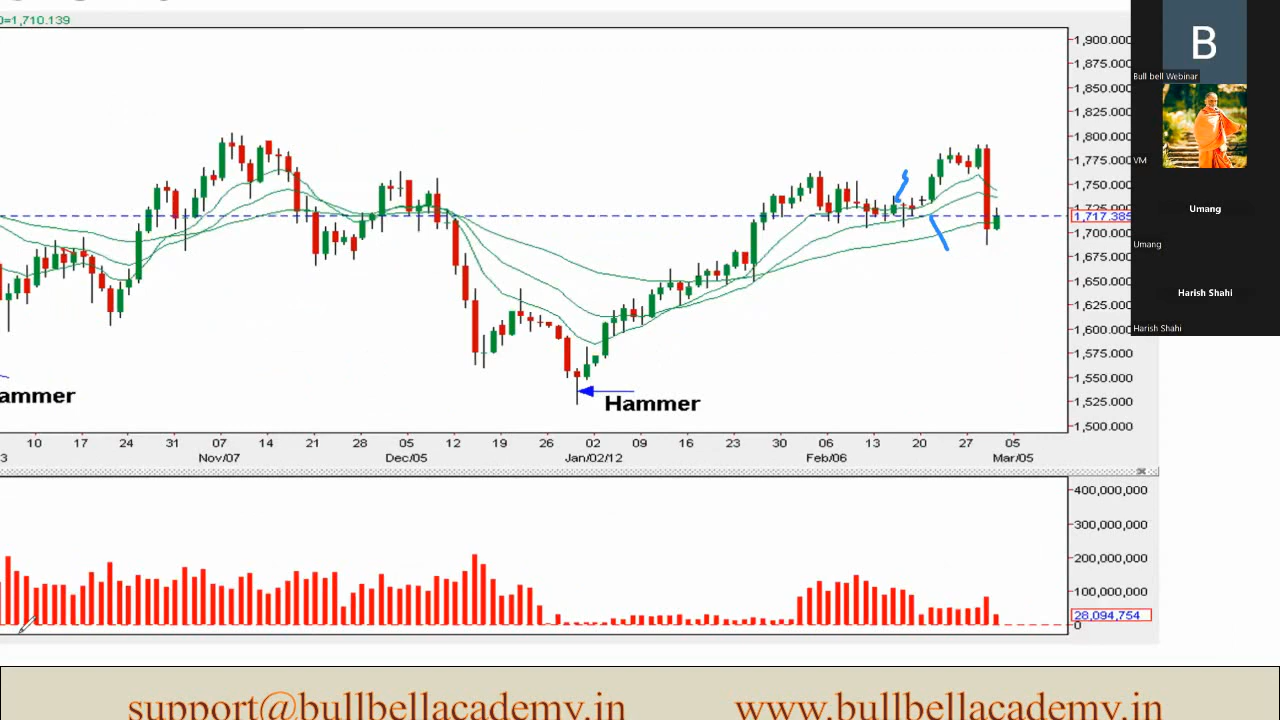 0=1,710.139
1,900.000
1,875.000
1,850.000
1,825.000
1,800.000
1,775.000
1,750.000
1,717.385
1,700.000
1,675.000
1,650.000
1,625.000
1,600.000
1,575.000
1,550.000
1,525.000
1,500.000
ammer
Hammer
10 17 24 31 07 14 21 28 05 12 19 26 02 09 16 23 30 06 13 20 27 05
3 Nov/07 Dec/05 Jan/02/12 Feb/06 Mar/05
400,000,000
300,000,000
200,000,000
100,000,000
28,094,754
0
B
Bull bell Webinar
VM
Umang
Umang
Harish Shahi
Harish Shahi
support@bullbellacademy.in www.bullbellacademy.in